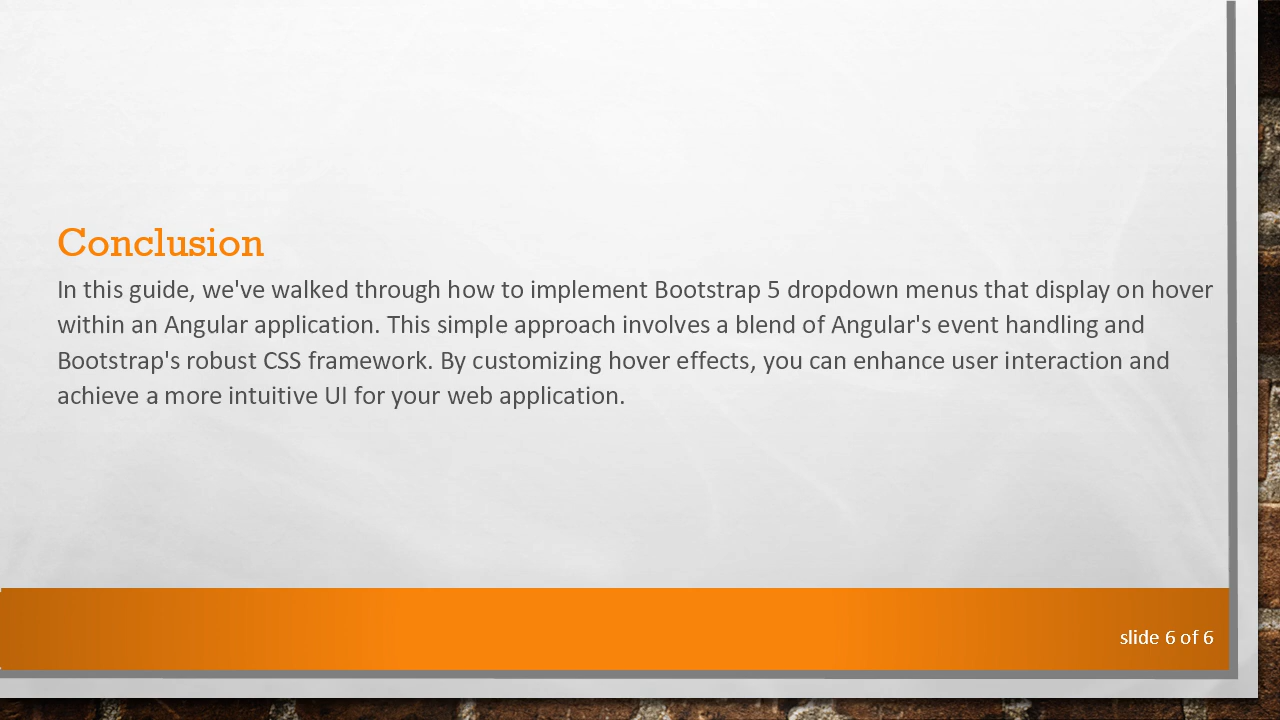 Conclusion
In this guide, we've walked through how to implement Bootstrap 5 dropdown menus that display on hover
within an Angular application. This simple approach involves a blend of Angular's event handling and
Bootstrap's robust CSS framework. By customizing hover effects, you can enhance user interaction and
achieve a more intuitive UI for your web application.
slide 6 of 6